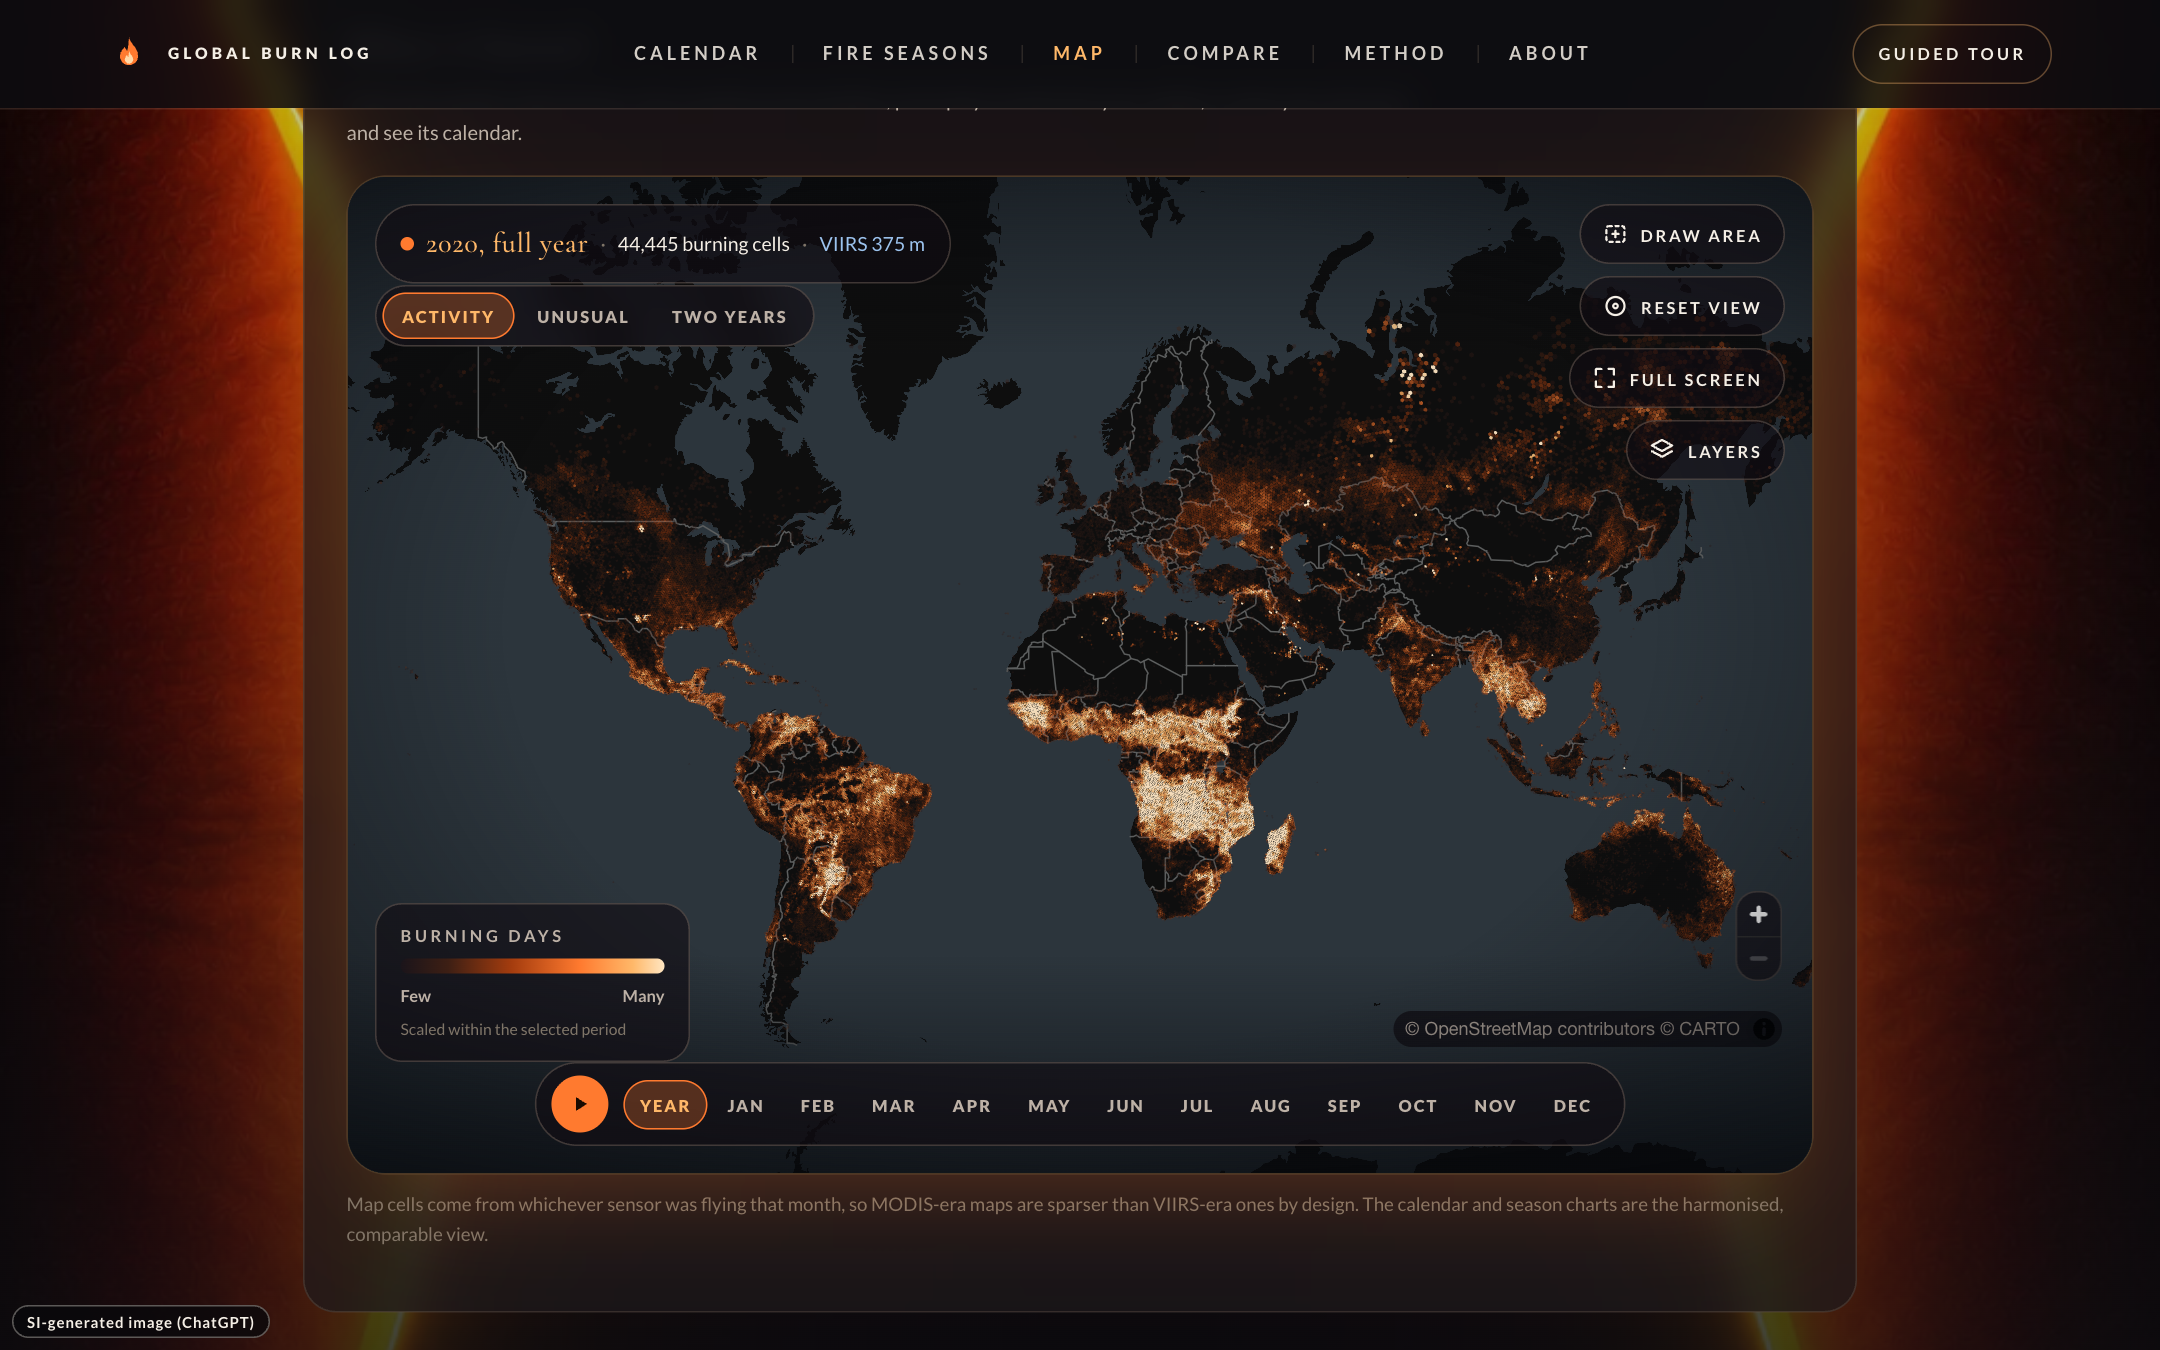 GLOBAL BURN LOG
CALENDAR
FIRE SEASONS
MAP
COMPARE
METHOD
ABOUT
GUIDED TOUR
and see its calendar.
2020, full year · 44,445 burning cells · VIIRS 375 m
ACTIVITY
UNUSUAL
TWO YEARS
DRAW AREA
RESET VIEW
FULL SCREEN
LAYERS
BURNING DAYS
Few
Many
Scaled within the selected period
© OpenStreetMap contributors © CARTO
YEAR
JAN
FEB
MAR
APR
MAY
JUN
JUL
AUG
SEP
OCT
NOV
DEC
Map cells come from whichever sensor was flying that month, so MODIS-era maps are sparser than VIIRS-era ones by design. The calendar and season charts are the harmonised,
comparable view.
SI-generated image (ChatGPT)